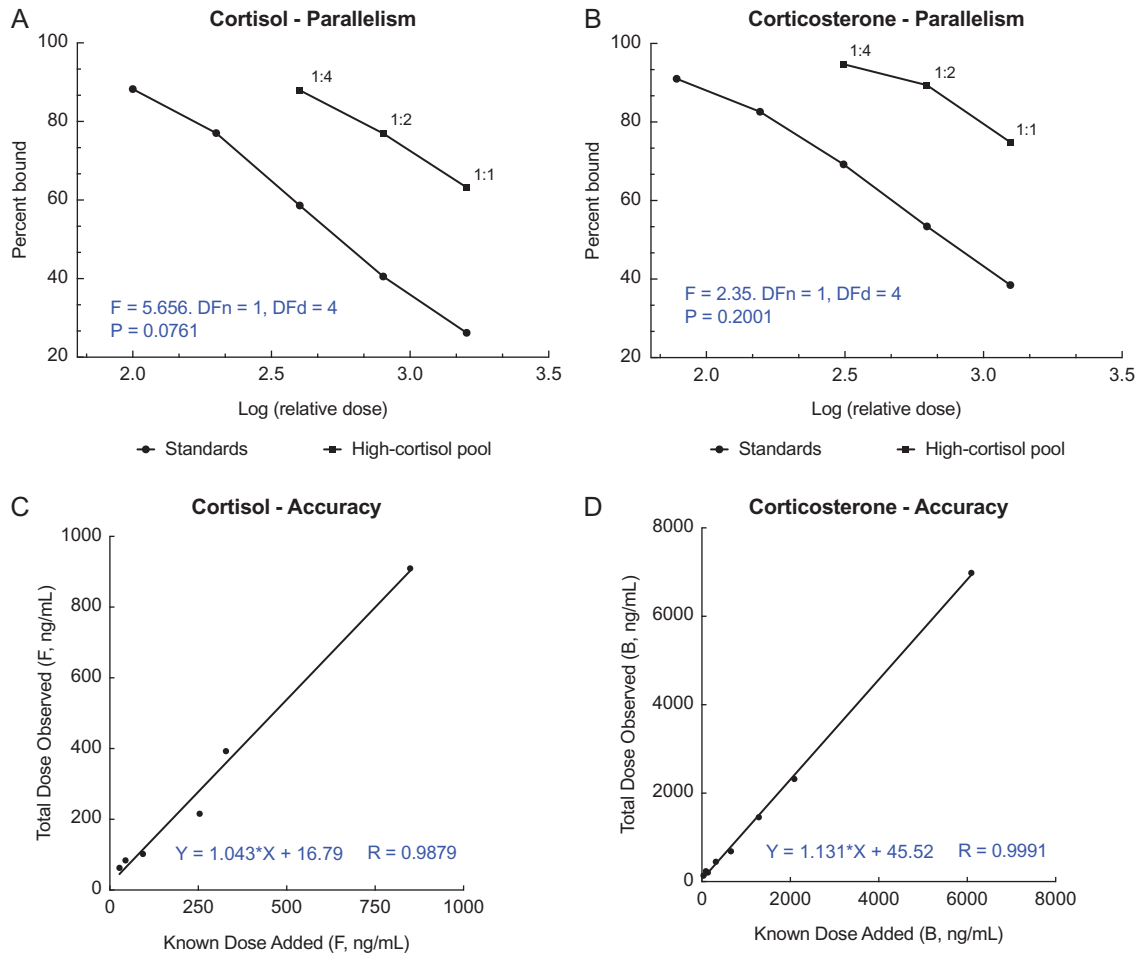 A
Cortisol - Parallelism
100
80
60
40
20
Percent bound
1:4
1:2
1:1
F = 5.656. DFn = 1, DFd = 4
P = 0.0761
2.0
2.5
3.0
3.5
Log (relative dose)
Standards
High-cortisol pool
B
Corticosterone - Parallelism
100
80
60
40
20
Percent bound
1:4
1:2
1:1
F = 2.35. DFn = 1, DFd = 4
P = 0.2001
2.0
2.5
3.0
3.5
Log (relative dose)
Standards
High-cortisol pool
C
Cortisol - Accuracy
1000
800
600
400
200
0
Total Dose Observed (F, ng/mL)
Y = 1.043*X + 16.79 R = 0.9879
0
250
500
750
1000
Known Dose Added (F, ng/mL)
D
Corticosterone - Accuracy
8000
6000
4000
2000
0
Total Dose Observed (B, ng/mL)
Y = 1.131*X + 45.52 R = 0.9991
0
2000
4000
6000
8000
Known Dose Added (B, ng/mL)